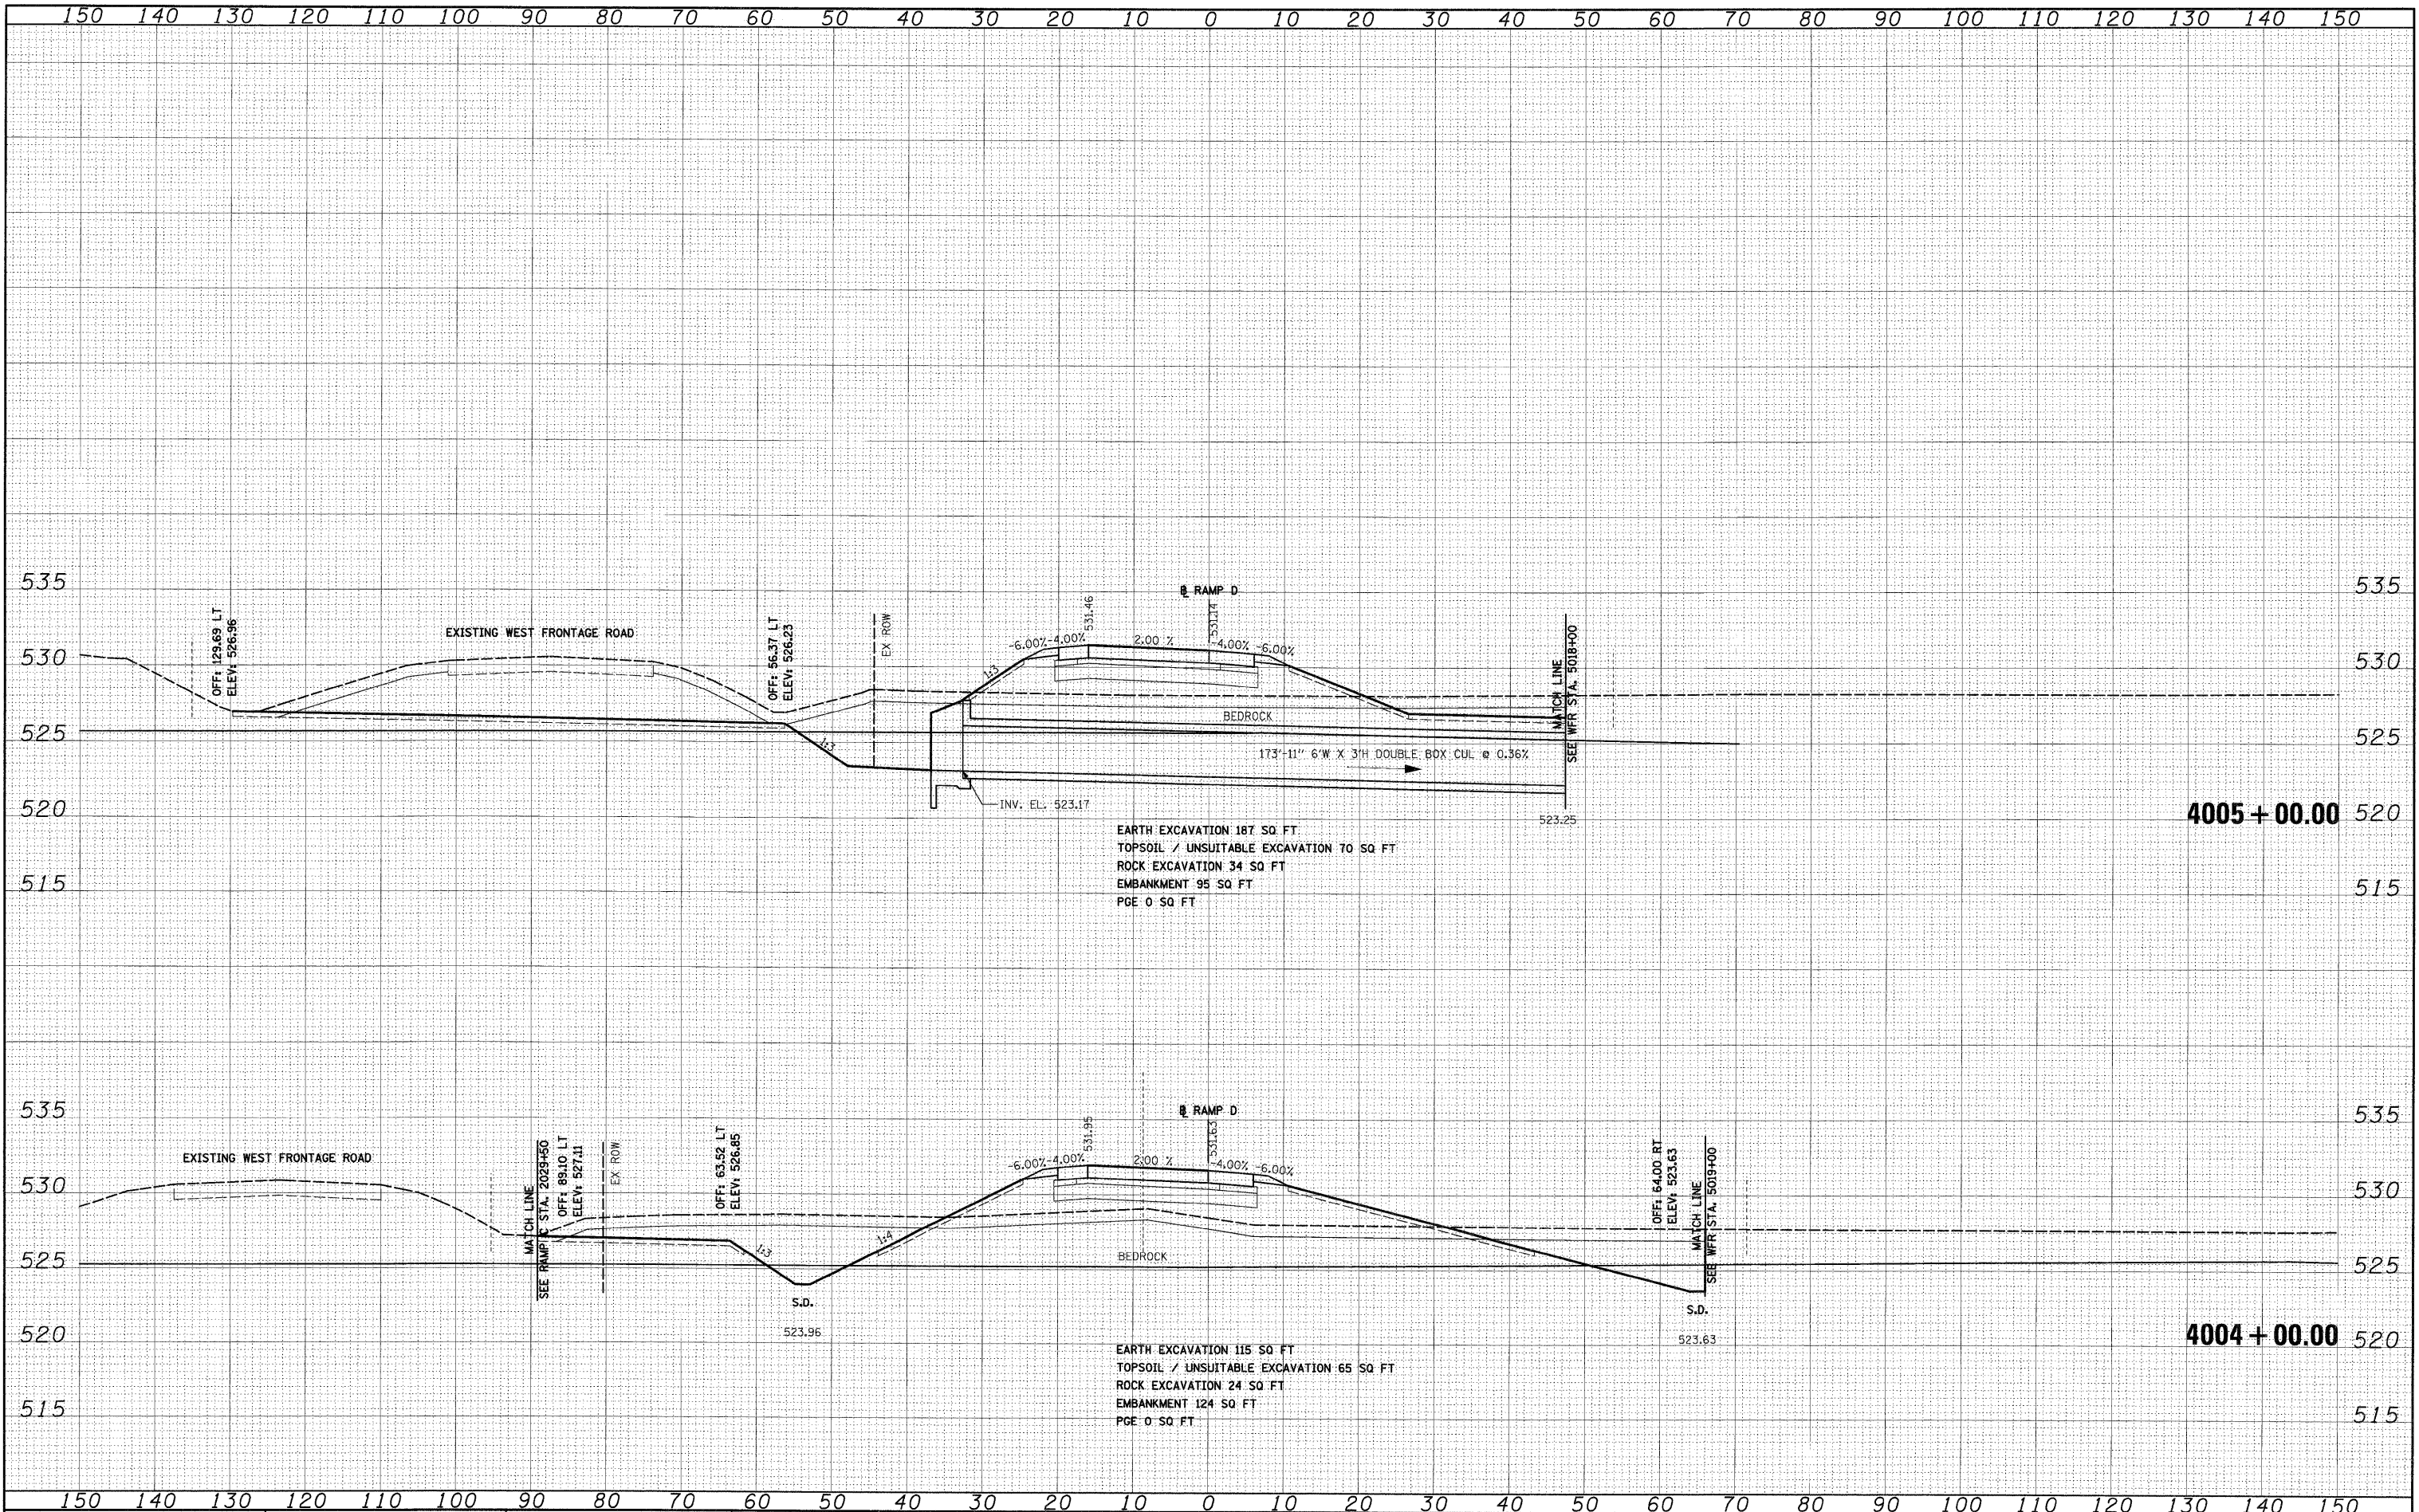 150 140 130 120 110 100 90 80 70 60 50 40 30 20 10 0 10 20 30 40 50 60 70 80 90 100 110 120 130 140 150
535 535
530 530
525 525
520 520
515 515
OFF: 129.69 LT
ELEV: 526.96
EXISTING WEST FRONTAGE ROAD
OFF: 56.37 LT
ELEV: 526.23
EX ROW
1:3
1:3
-6.00% -4.00%
531.46
2.00 %
℄ RAMP D
531.14
-4.00% -6.00%
BEDROCK
MATCH LINE
SEE WFR STA. 5018+00
173'-11" 6'W X 3'H DOUBLE BOX CUL @ 0.36%
INV. EL. 523.17
523.25
4005+00.00
EARTH EXCAVATION 187 SQ FT
TOPSOIL / UNSUITABLE EXCAVATION 70 SQ FT
ROCK EXCAVATION 34 SQ FT
EMBANKMENT 95 SQ FT
PGE 0 SQ FT
535 535
530 530
525 525
520 520
515 515
EXISTING WEST FRONTAGE ROAD
MATCH LINE
SEE RAMP C STA. 2029+50
OFF: 89.10 LT
ELEV: 527.11
EX ROW
OFF: 63.52 LT
ELEV: 526.85
1:3
1:4
S.D.
523.96
-6.00% -4.00%
531.95
2.00 %
℄ RAMP D
531.63
-4.00% -6.00%
BEDROCK
OFF: 64.00 RT
ELEV: 523.63
MATCH LINE
SEE WFR STA. 5019+00
S.D.
523.63
4004+00.00
EARTH EXCAVATION 115 SQ FT
TOPSOIL / UNSUITABLE EXCAVATION 65 SQ FT
ROCK EXCAVATION 24 SQ FT
EMBANKMENT 124 SQ FT
PGE 0 SQ FT
150 140 130 120 110 100 90 80 70 60 50 40 30 20 10 0 10 20 30 40 50 60 70 80 90 100 110 120 130 140 150